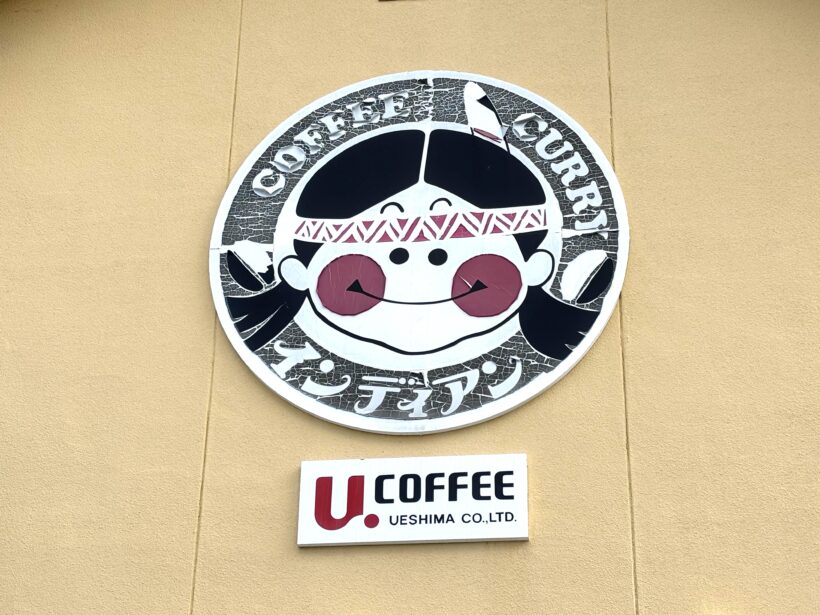 COFFEE CURRY
インディアン
U. COFFEE
UESHIMA CO.,LTD.